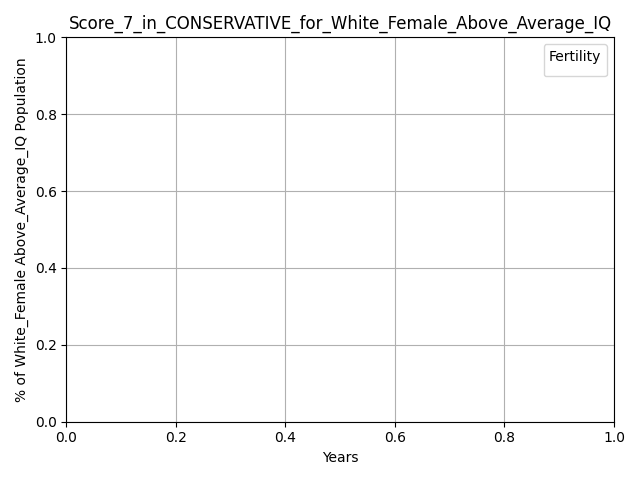 Score_7_in_CONSERVATIVE_for_White_Female_Above_Average_IQ
Fertility
% of White_Female Above_Average_IQ Population
1.0
0.8
0.6
0.4
0.2
0.0
0.0 0.2 0.4 0.6 0.8 1.0
Years